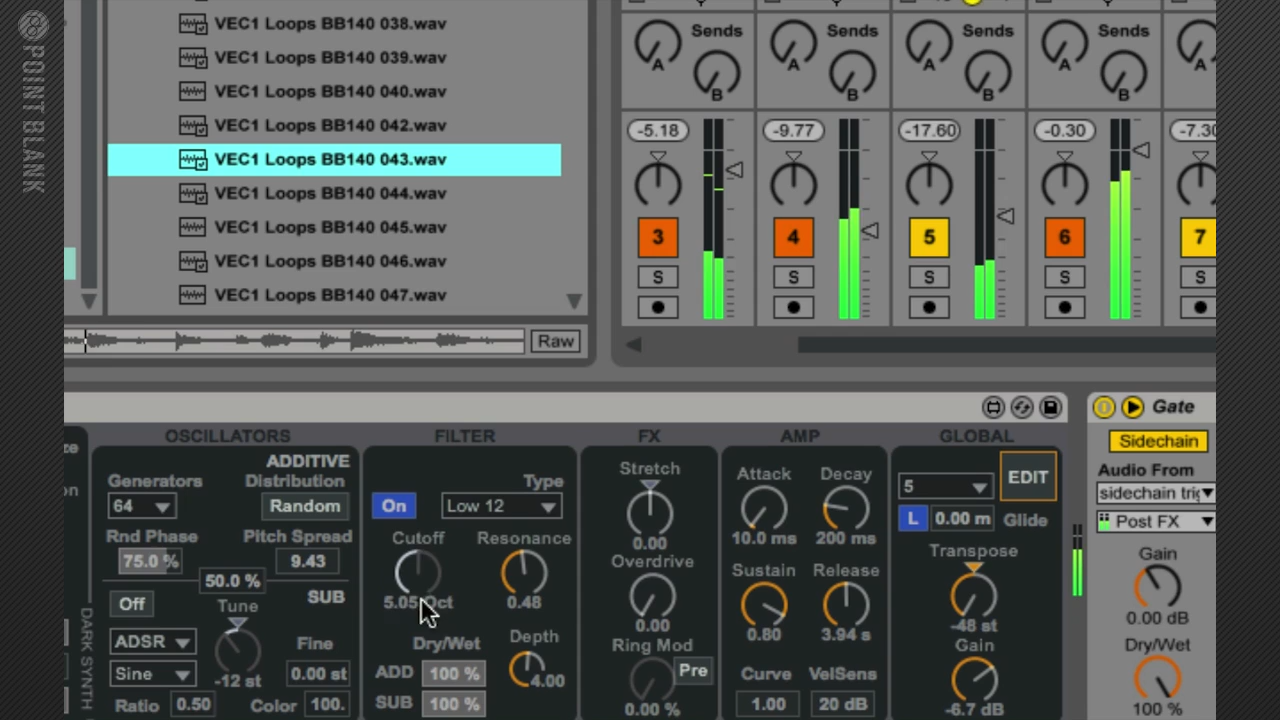 POINT BLANK
VEC1 Loops BB140 038.wav
VEC1 Loops BB140 039.wav
VEC1 Loops BB140 040.wav
VEC1 Loops BB140 042.wav
VEC1 Loops BB140 043.wav
VEC1 Loops BB140 044.wav
VEC1 Loops BB140 045.wav
VEC1 Loops BB140 046.wav
VEC1 Loops BB140 047.wav
Raw
Sends Sends Sends Sends
A A A A A
B B B B
-5.18 -9.77 -17.60 -0.30 -7.30
3 4 5 6 7
S S S S S
OSCILLATORS
ADDITIVE
Generators Distribution
64 Random
Rnd Phase Pitch Spread
75.0 % 9.43
50.0 %
Off Tune SUB
ADSR Fine
Sine -12 st 0.00 st
Ratio 0.50 Color 100.
DARK SYNTH
FILTER
Type
On Low 12
Cutoff Resonance
5.05 Oct 0.48
Dry/Wet Depth
ADD 100 % 4.00
SUB 100 %
FX
Stretch
0.00
Overdrive
0.00
Ring Mod
Pre
0.00 %
AMP
Attack Decay
10.0 ms 200 ms
Sustain Release
0.80 3.94 s
Curve VelSens
1.00 20 dB
GLOBAL
5 EDIT
L 0.00 m Glide
Transpose
-48 st
Gain
-6.7 dB
Gate
Sidechain
Audio From
sidechain trig
Post FX
Gain
0.00 dB
Dry/Wet
100 %